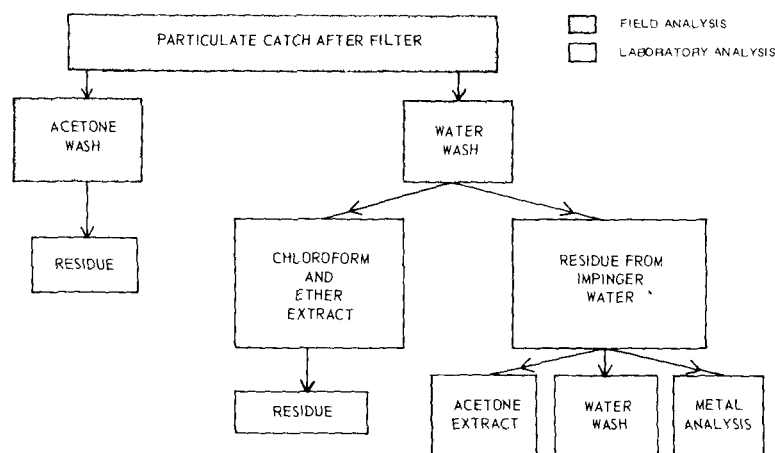 PARTICULATE CATCH AFTER FILTER
FIELD ANALYSIS
LABORATORY ANALYSIS
ACETONE
WASH
WATER
WASH
RESIDUE
CHLOROFORM
AND
ETHER
EXTRACT
RESIDUE FROM
IMPINGER
WATER
RESIDUE
ACETONE
EXTRACT
WATER
WASH
METAL
ANALYSIS